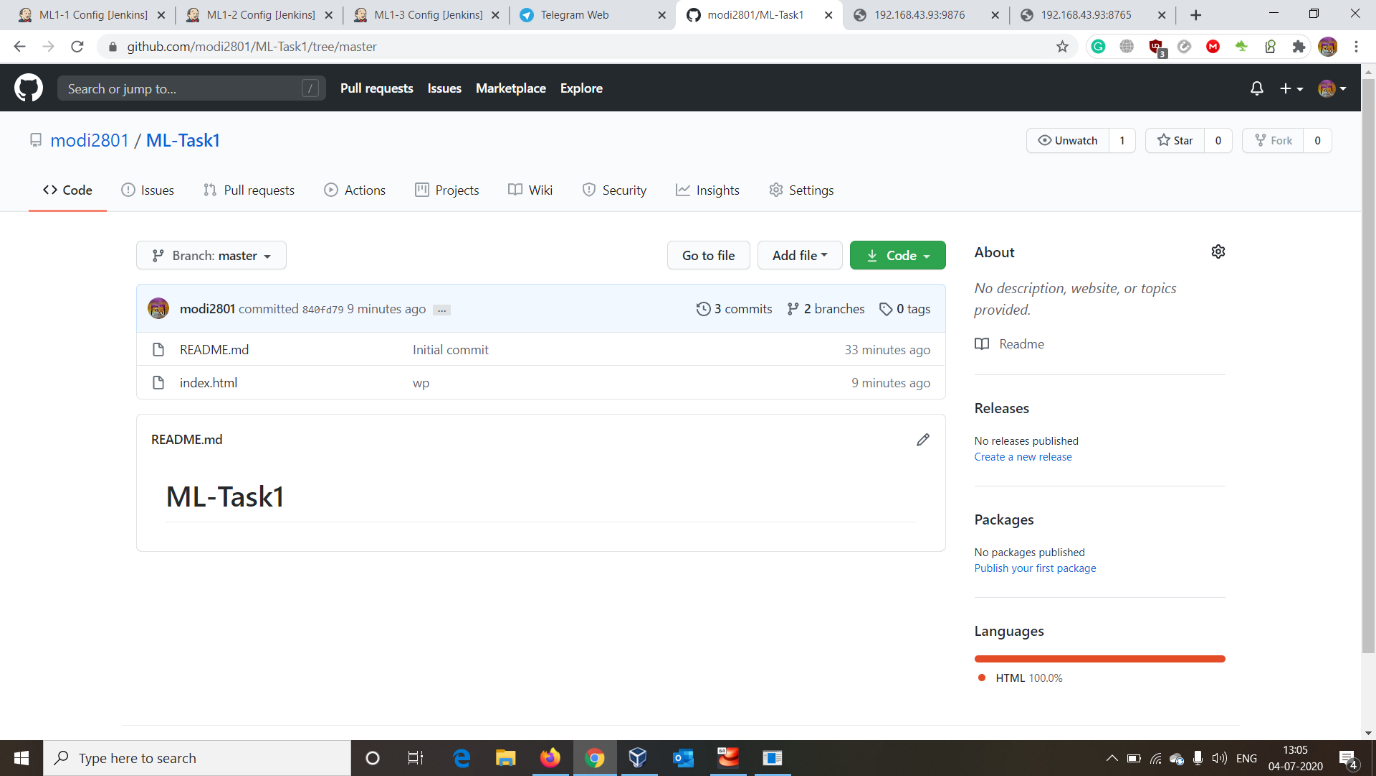 ML1-1 Config [Jenkins]
ML1-2 Config [Jenkins]
ML1-3 Config [Jenkins]
Telegram Web
modi2801/ML-Task1
192.168.43.93:9876
192.168.43.93:8765
github.com/modi2801/ML-Task1/tree/master
3
Search or jump to...
/
Pull requests
Issues
Marketplace
Explore
modi2801 / ML-Task1
Unwatch 1
Star 0
Fork 0
Code
Issues
Pull requests
Actions
Projects
Wiki
Security
Insights
Settings
Branch: master
Go to file
Add file
Code
modi2801 committed 840fd79 9 minutes ago ...
3 commits
2 branches
0 tags
README.md Initial commit 33 minutes ago
index.html wp 9 minutes ago
README.md
ML-Task1
About
No description, website, or topics
provided.
Readme
Releases
No releases published
Create a new release
Packages
No packages published
Publish your first package
Languages
HTML 100.0%
Type here to search
ENG
13:05
04-07-2020
4